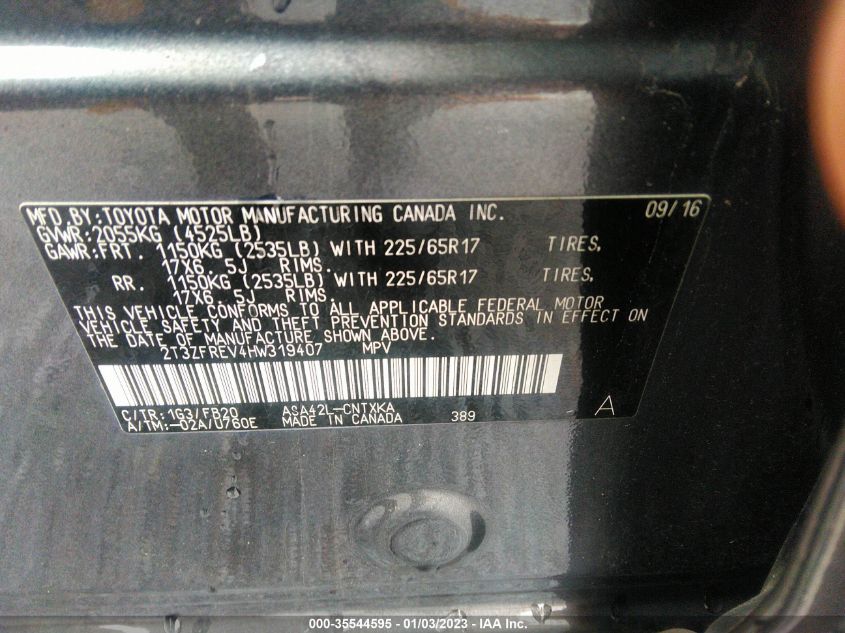 MFD.BY:TOYOTA MOTOR MANUFACTURING CANADA INC. 09/16
GVWR:2055KG (4525LB)
GAWR:FRT. 1150KG (2535LB) WITH 225/65R17 TIRES,
17X6.5J RIMS.
RR. 1150KG (2535LB) WITH 225/65R17 TIRES,
17X6.5J RIMS.
THIS VEHICLE CONFORMS TO ALL APPLICABLE FEDERAL MOTOR
VEHICLE SAFETY AND THEFT PREVENTION STANDARDS IN EFFECT ON
THE DATE OF MANUFACTURE SHOWN ABOVE.
2T3ZFREV4HW319407 MPV
C/TR:1G3/FB20 ASA42L-CNTXKA
A/TM:-02A/U760E MADE IN CANADA 389 A
000-35544595 - 01/03/2023 - IAA Inc.